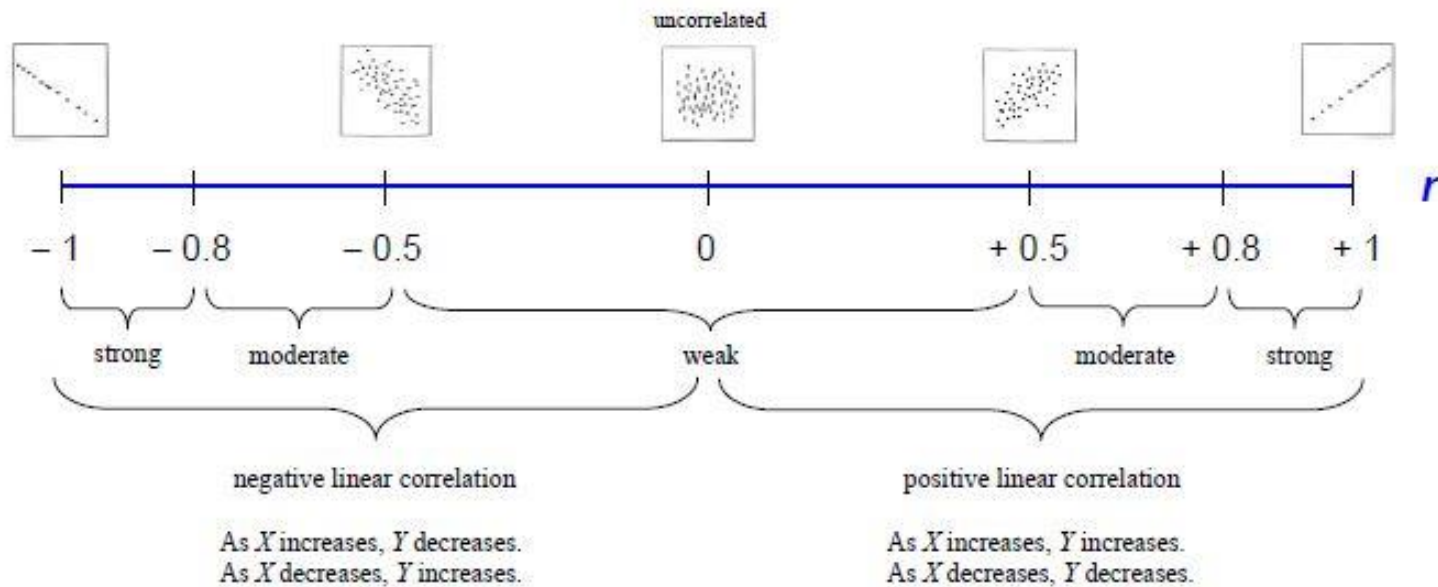 uncorrelated
r
– 1 – 0.8 – 0.5 0 + 0.5 + 0.8 + 1
strong moderate weak moderate strong
negative linear correlation positive linear correlation
As X increases, Y decreases. As X increases, Y increases.
As X decreases, Y increases. As X decreases, Y decreases.